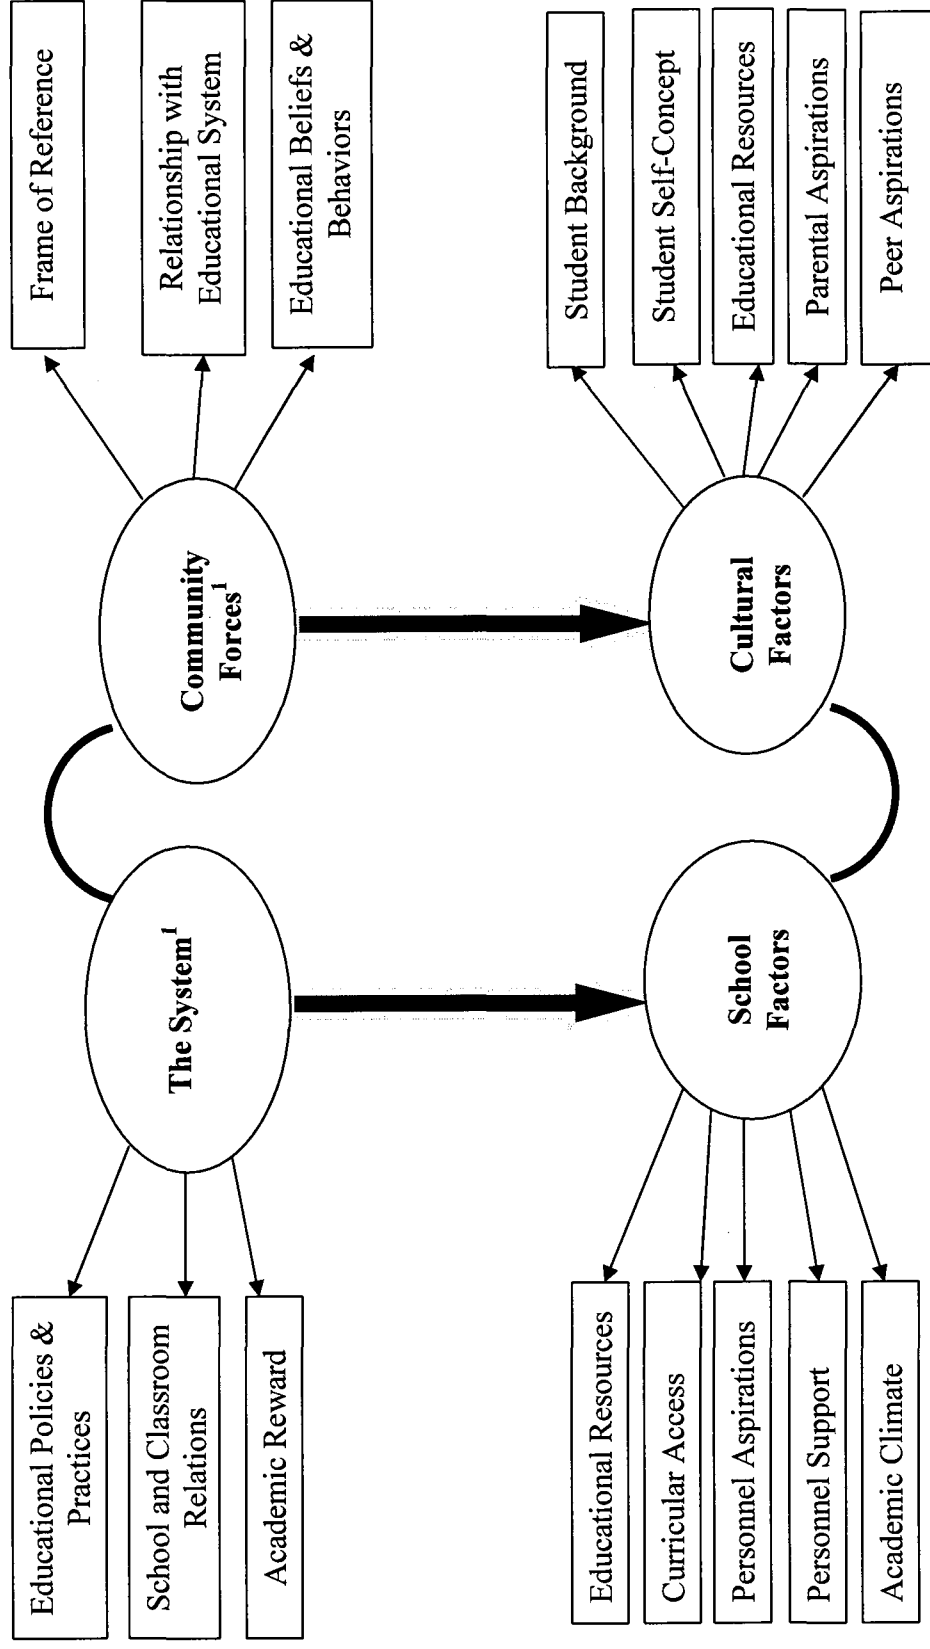 Educational Policies &
Practices
School and Classroom
Relations
Academic Reward
The System¹
Community
Forces¹
Frame of Reference
Relationship with
Educational System
Educational Beliefs &
Behaviors
Educational Resources
Curricular Access
Personnel Aspirations
Personnel Support
Academic Climate
School
Factors
Cultural
Factors
Student Background
Student Self-Concept
Educational Resources
Parental Aspirations
Peer Aspirations